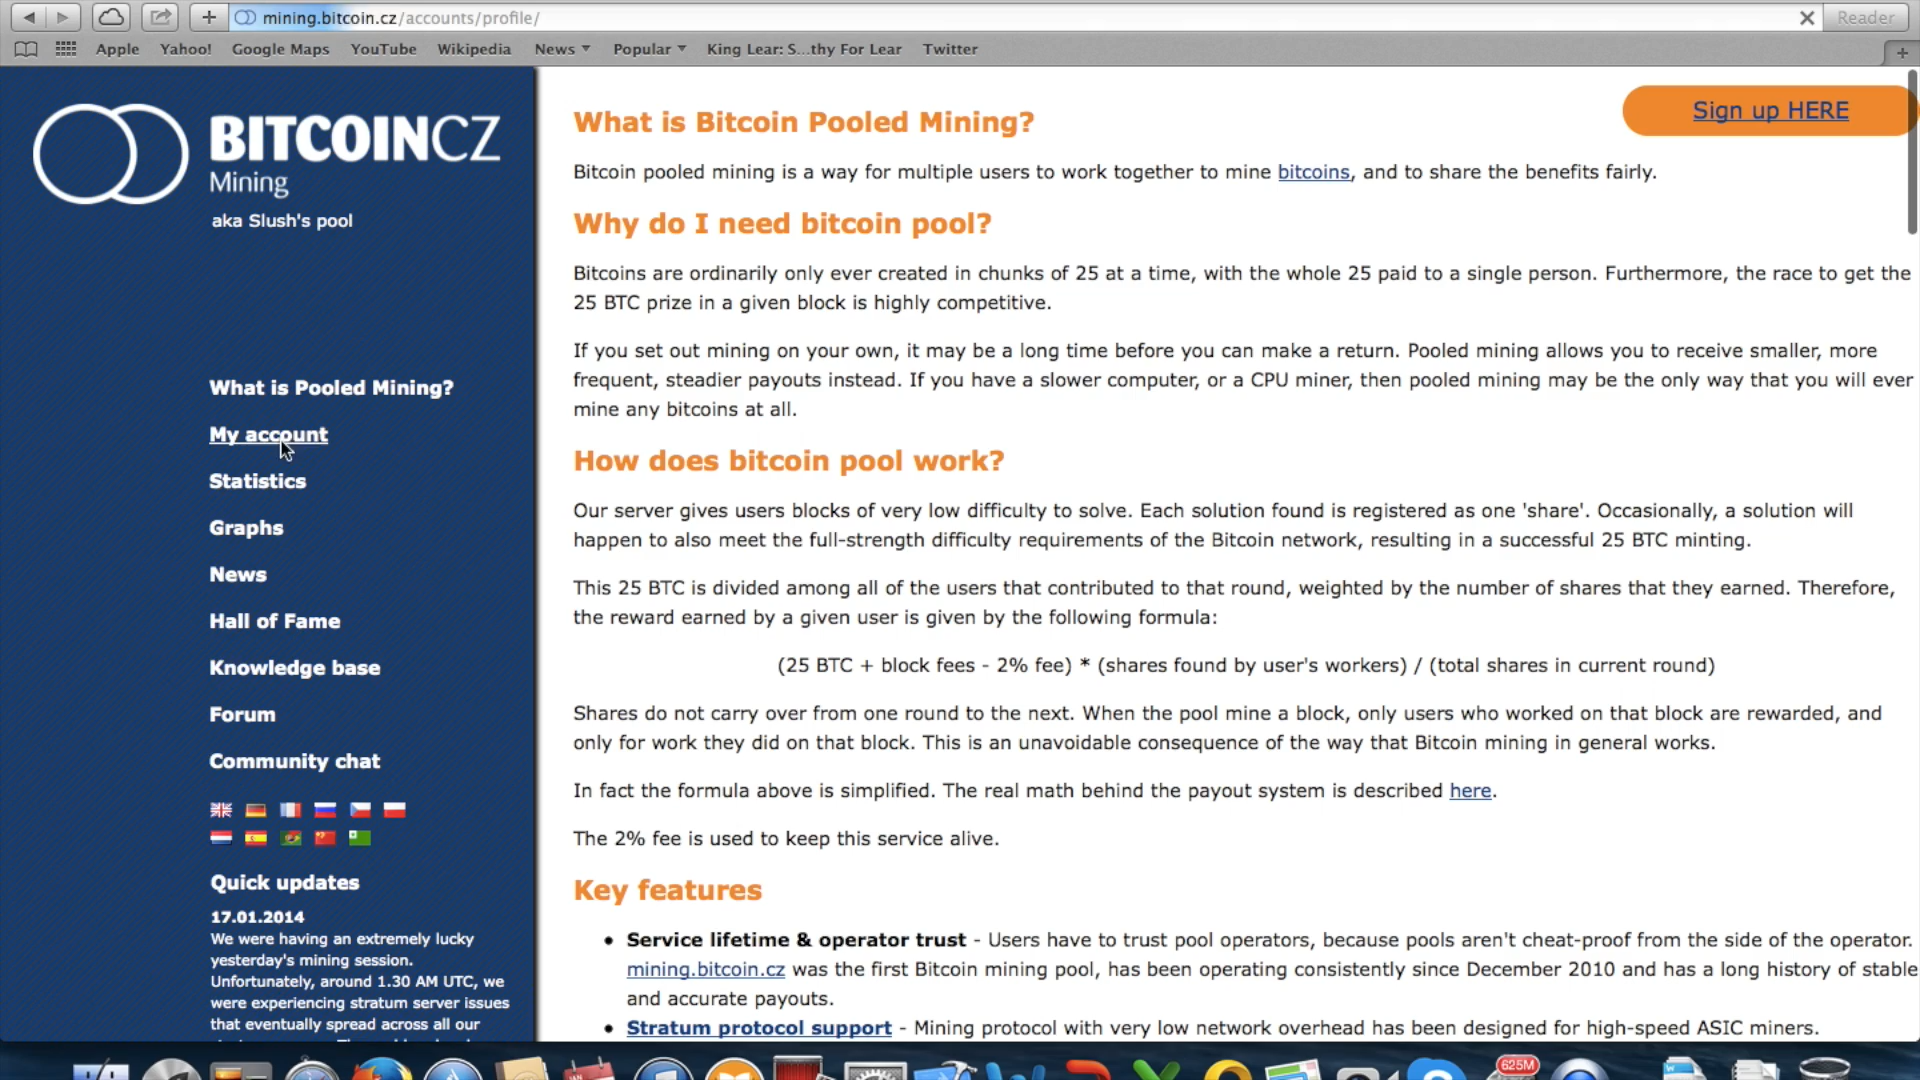 mining.bitcoin.cz/accounts/profile/
Reader
Apple Yahoo! Google Maps YouTube Wikipedia News Popular King Lear: S...thy For Lear Twitter
BITCOINCZ
Mining
aka Slush's pool
What is Pooled Mining?
My account
Statistics
Graphs
News
Hall of Fame
Knowledge base
Forum
Community chat
Quick updates
17.01.2014
We were having an extremely lucky
yesterday's mining session.
Unfortunately, around 1.30 AM UTC, we
were experiencing stratum server issues
that eventually spread across all our
Sign up HERE
What is Bitcoin Pooled Mining?
Bitcoin pooled mining is a way for multiple users to work together to mine bitcoins, and to share the benefits fairly.
Why do I need bitcoin pool?
Bitcoins are ordinarily only ever created in chunks of 25 at a time, with the whole 25 paid to a single person. Furthermore, the race to get the
25 BTC prize in a given block is highly competitive.
If you set out mining on your own, it may be a long time before you can make a return. Pooled mining allows you to receive smaller, more
frequent, steadier payouts instead. If you have a slower computer, or a CPU miner, then pooled mining may be the only way that you will ever
mine any bitcoins at all.
How does bitcoin pool work?
Our server gives users blocks of very low difficulty to solve. Each solution found is registered as one 'share'. Occasionally, a solution will
happen to also meet the full-strength difficulty requirements of the Bitcoin network, resulting in a successful 25 BTC minting.
This 25 BTC is divided among all of the users that contributed to that round, weighted by the number of shares that they earned. Therefore,
the reward earned by a given user is given by the following formula:
(25 BTC + block fees - 2% fee) * (shares found by user's workers) / (total shares in current round)
Shares do not carry over from one round to the next. When the pool mine a block, only users who worked on that block are rewarded, and
only for work they did on that block. This is an unavoidable consequence of the way that Bitcoin mining in general works.
In fact the formula above is simplified. The real math behind the payout system is described here.
The 2% fee is used to keep this service alive.
Key features
• Service lifetime & operator trust - Users have to trust pool operators, because pools aren't cheat-proof from the side of the operator.
mining.bitcoin.cz was the first Bitcoin mining pool, has been operating consistently since December 2010 and has a long history of stable
and accurate payouts.
• Stratum protocol support - Mining protocol with very low network overhead has been designed for high-speed ASIC miners.
JAN
625M